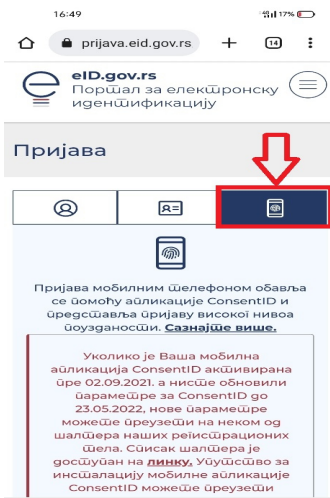 16:49
17%
prijava.eid.gov.rs
14
eID.gov.rs
Портал за електронску
идентификацију
Пријава
Пријава мобилним телефоном обавља
се помоћу апликације ConsentID и
представља пријаву високог нивоа
поузданости. Сазнајте више.
Уколико је Ваша мобилна
апликација ConsentID активирана
пре 02.09.2021. а нисте обновили
параметре за ConsentID до
23.05.2022, нове параметре
можете преузети на неком од
шалтера наших регистрационих
тела. Списак шалтера је
доступан на линку. Упутство за
инсталацију мобилне апликације
ConsentID можете преузети